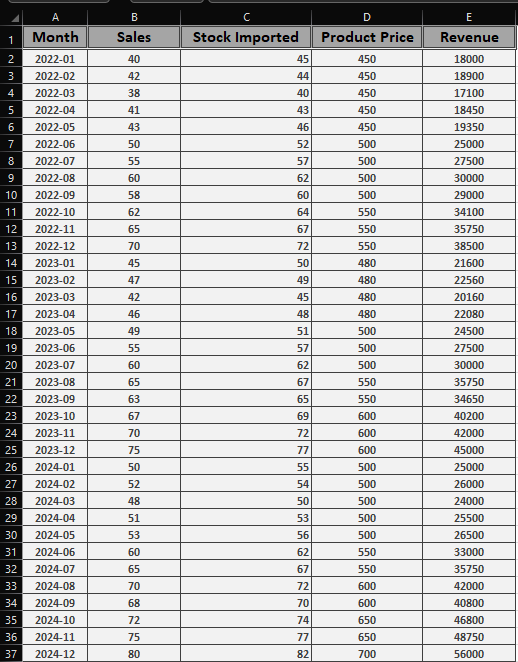 A B C D E
1 Month Sales Stock Imported Product Price Revenue
2 2022-01 40 45 450 18000
3 2022-02 42 44 450 18900
4 2022-03 38 40 450 17100
5 2022-04 41 43 450 18450
6 2022-05 43 46 450 19350
7 2022-06 50 52 500 25000
8 2022-07 55 57 500 27500
9 2022-08 60 62 500 30000
10 2022-09 58 60 500 29000
11 2022-10 62 64 550 34100
12 2022-11 65 67 550 35750
13 2022-12 70 72 550 38500
14 2023-01 45 50 480 21600
15 2023-02 47 49 480 22560
16 2023-03 42 45 480 20160
17 2023-04 46 48 480 22080
18 2023-05 49 51 500 24500
19 2023-06 55 57 500 27500
20 2023-07 60 62 500 30000
21 2023-08 65 67 550 35750
22 2023-09 63 65 550 34650
23 2023-10 67 69 600 40200
24 2023-11 70 72 600 42000
25 2023-12 75 77 600 45000
26 2024-01 50 55 500 25000
27 2024-02 52 54 500 26000
28 2024-03 48 50 500 24000
29 2024-04 51 53 500 25500
30 2024-05 53 56 500 26500
31 2024-06 60 62 550 33000
32 2024-07 65 67 550 35750
33 2024-08 70 72 600 42000
34 2024-09 68 70 600 40800
35 2024-10 72 74 650 46800
36 2024-11 75 77 650 48750
37 2024-12 80 82 700 56000